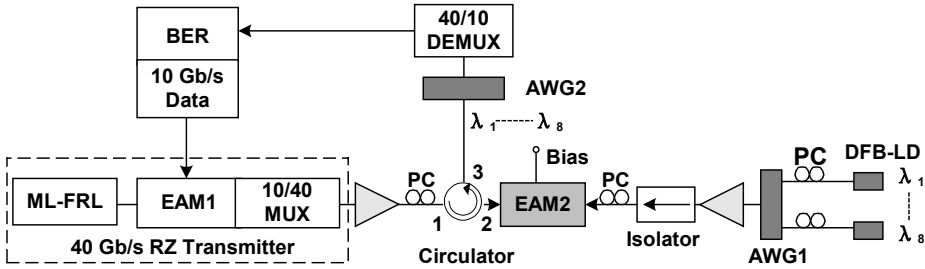 BER
10 Gb/s
Data
40/10
DEMUX
AWG2
λ 1 λ 8
Bias
PC
3
1
2
Circulator
EAM2
PC
Isolator
PC
DFB-LD
λ 1
λ 8
AWG1
ML-FRL
EAM1
10/40
MUX
40 Gb/s RZ Transmitter